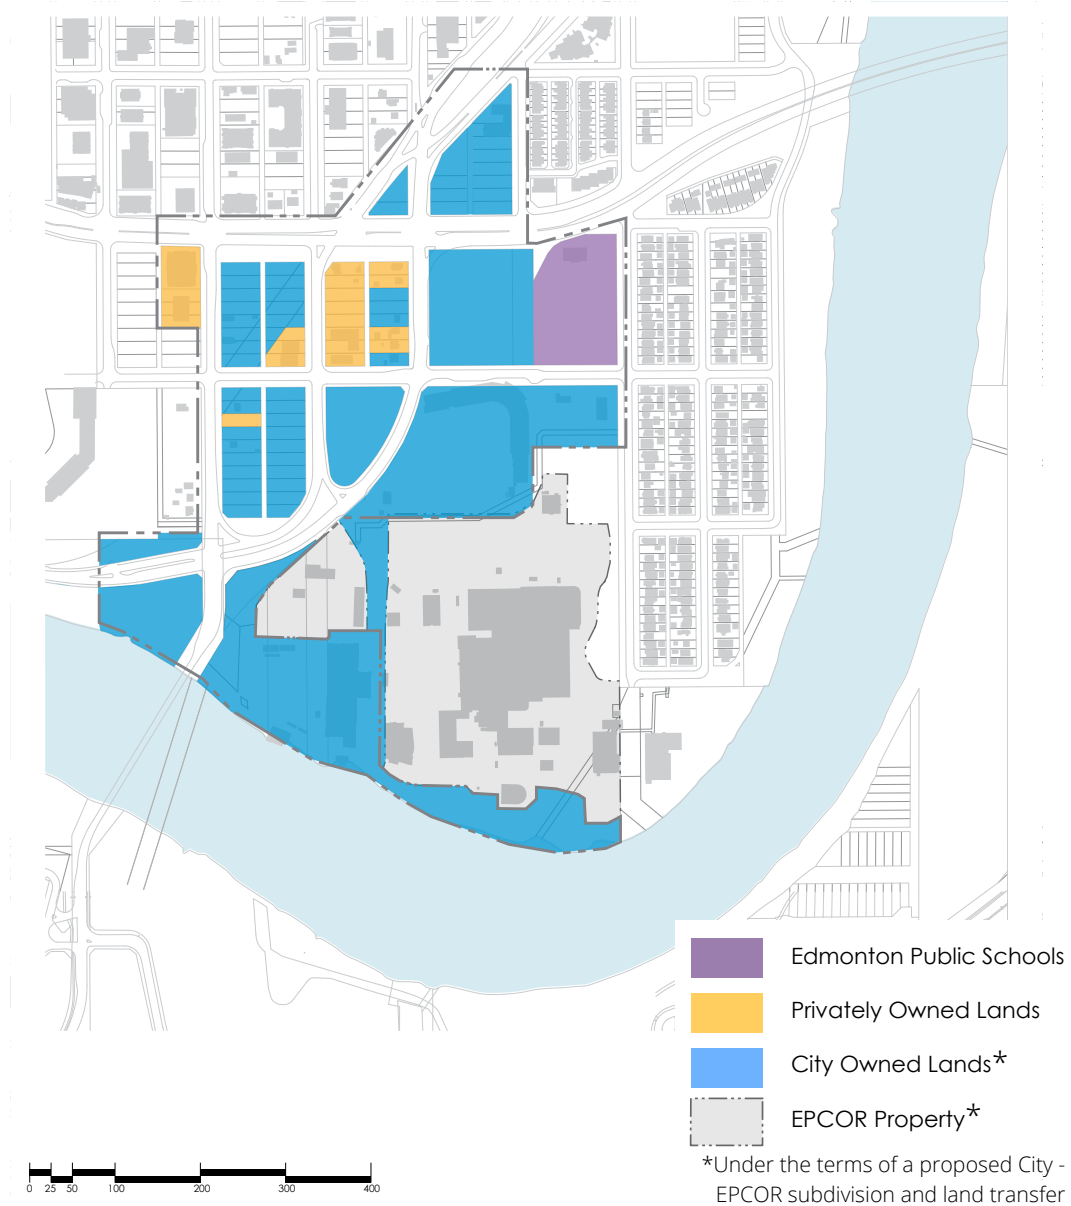 Edmonton Public Schools
Privately Owned Lands
City Owned Lands*
EPCOR Property*
*Under the terms of a proposed City -
EPCOR subdivision and land transfer
0 25 50 100 200 300 400